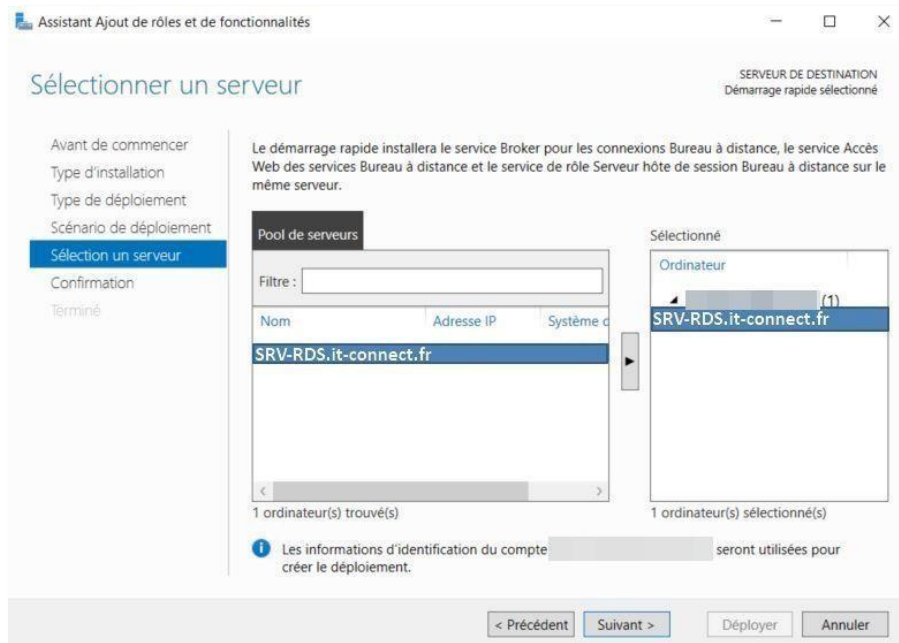 Assistant Ajout de rôles et de fonctionnalités
Sélectionner un serveur
SERVEUR DE DESTINATION
Démarrage rapide sélectionné
Avant de commencer
Type d'installation
Type de déploiement
Scénario de déploiement
Sélection un serveur
Confirmation
Terminé
Le démarrage rapide installera le service Broker pour les connexions Bureau à distance, le service Accès
Web des services Bureau à distance et le service de rôle Serveur hôte de session Bureau à distance sur le
même serveur.
Pool de serveurs
Filtre :
Nom Adresse IP Système d
SRV-RDS.it-connect.fr
1 ordinateur(s) trouvé(s)
Sélectionné
Ordinateur
(1)
SRV-RDS.it-connect.fr
1 ordinateur(s) sélectionné(s)
Les informations d'identification du compte seront utilisées pour
créer le déploiement.
< Précédent Suivant > Déployer Annuler